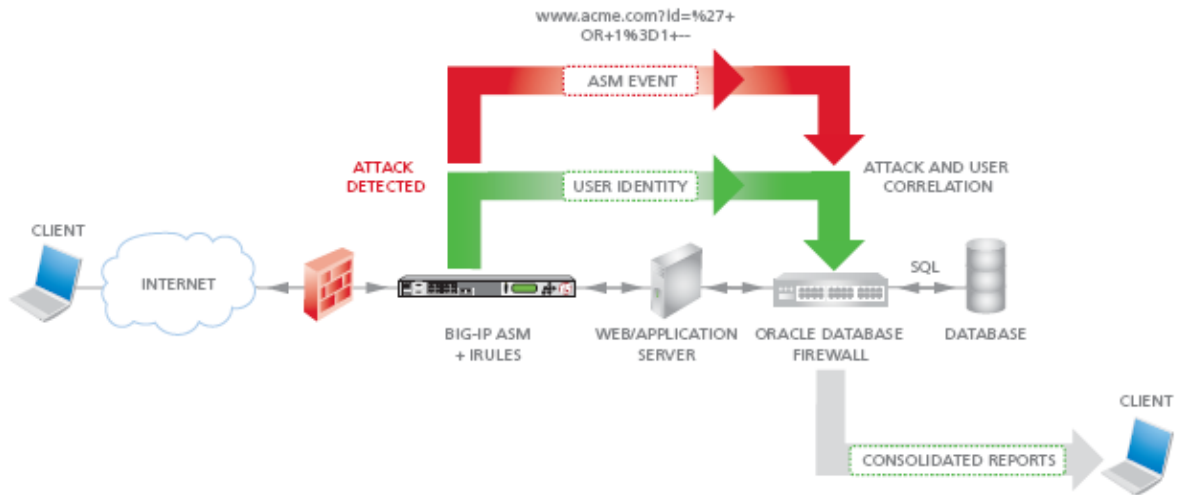 www.acme.com?id=%27+
OR+1%3D1+--
ASM EVENT
ATTACK
DETECTED
USER IDENTITY
ATTACK AND USER
CORRELATION
CLIENT
INTERNET
SQL
BIG-IP ASM
+ IRULES
WEB/APPLICATION
SERVER
ORACLE DATABASE
FIREWALL
DATABASE
CLIENT
CONSOLIDATED REPORTS